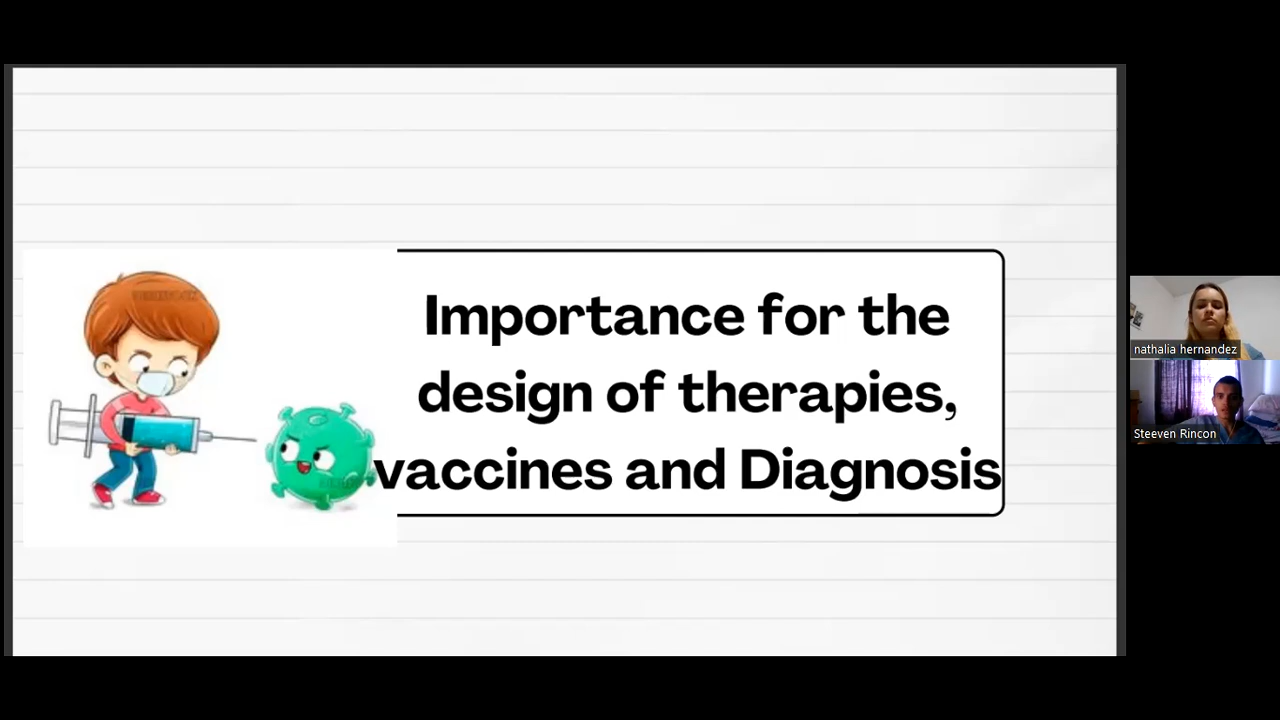 Importance for the
design of therapies,
vaccines and Diagnosis
nathalia hernandez
Steeven Rincon